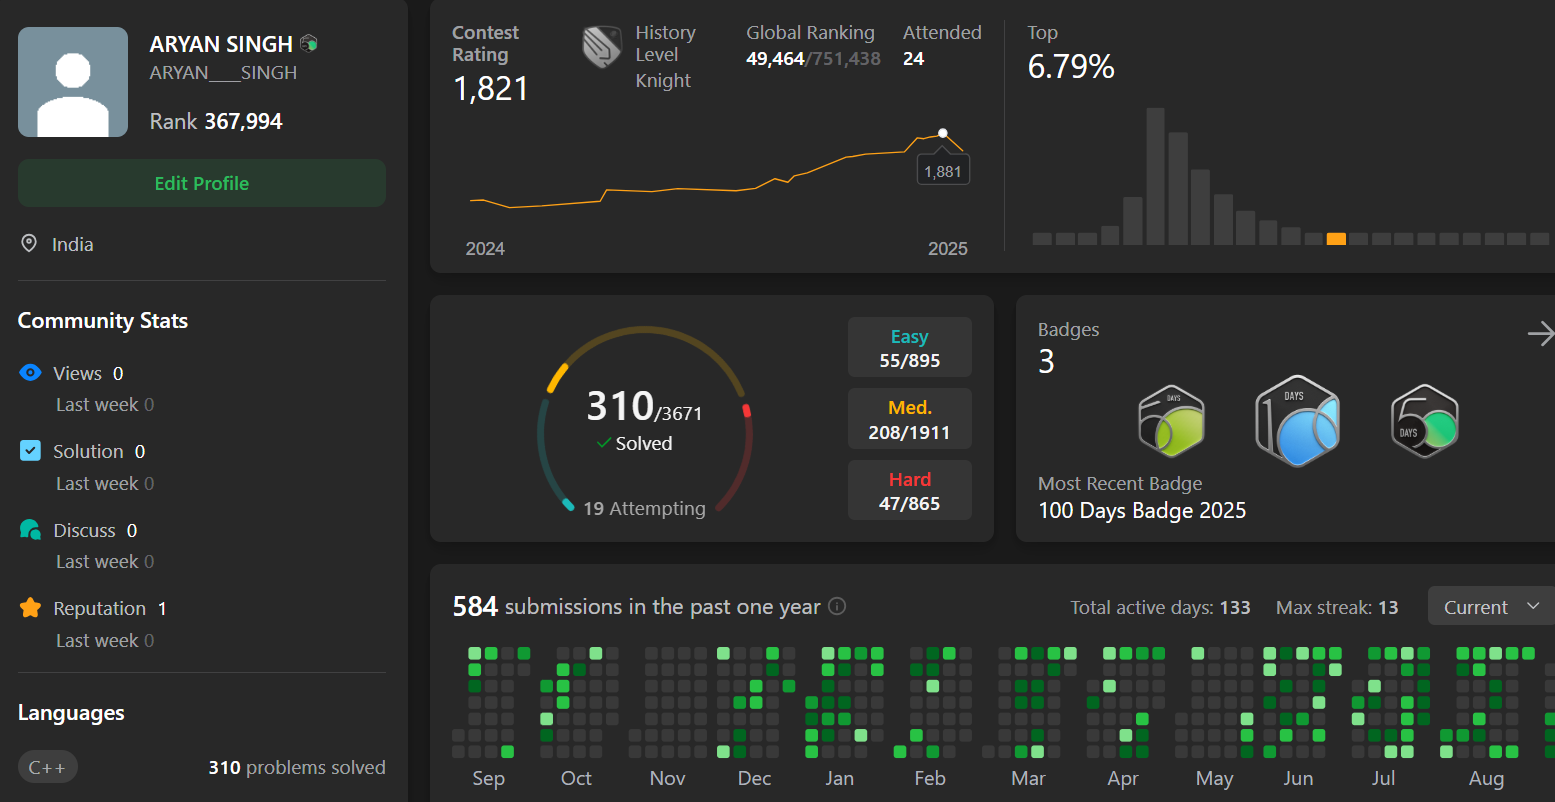 ARYAN SINGH
ARYAN____SINGH
Rank 367,994
Edit Profile
India
Community Stats
Views 0
Last week 0
Solution 0
Last week 0
Discuss 0
Last week 0
Reputation 1
Last week 0
Languages
C++ 310 problems solved
Contest
Rating
1,821
History
Level
Knight
Global Ranking
49,464/751,438
Attended
24
1,881
2024 2025
Top
6.79%
310/3671
Solved
19 Attempting
Easy
55/895
Med.
208/1911
Hard
47/865
Badges
3
DAYS
DAYS
DAYS
Most Recent Badge
100 Days Badge 2025
584 submissions in the past one year
Total active days: 133 Max streak: 13 Current
Sep Oct Nov Dec Jan Feb Mar Apr May Jun Jul Aug